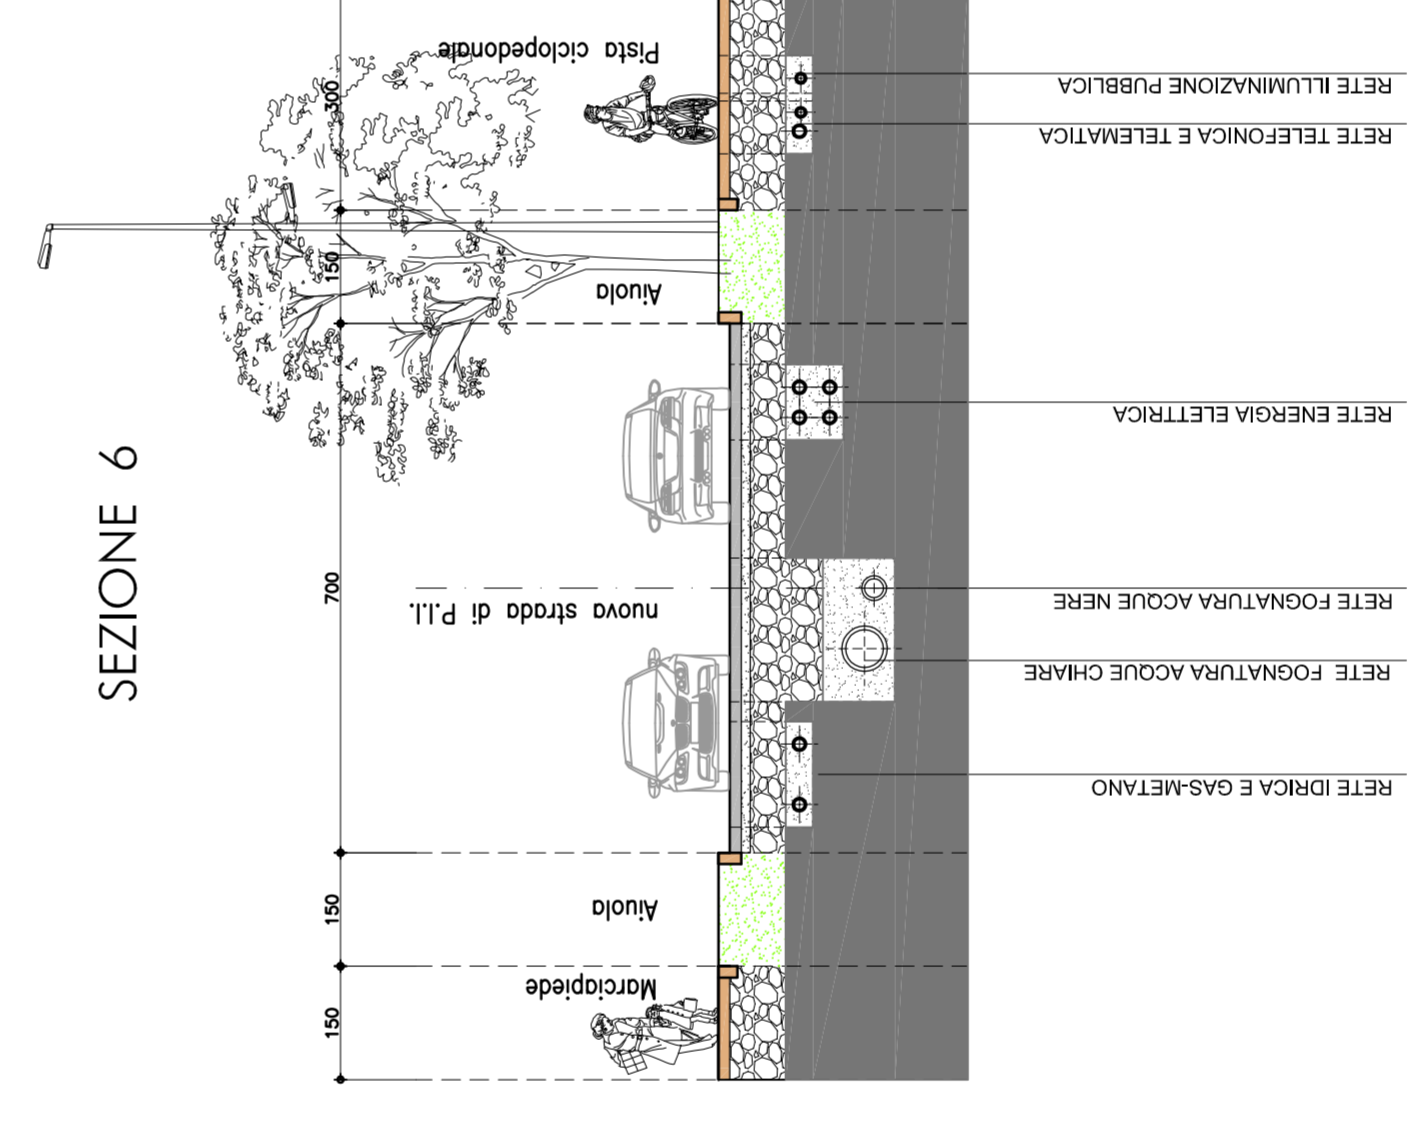 SEZIONE 6
150
150
700
150
300
Marciapiede
Aiuola
nuova strada di P.I.I.
Aiuola
Pista ciclopedonale
RETE IDRICA E GAS-METANO
RETE FOGNATURA ACQUE CHIARE
RETE FOGNATURA ACQUE NERE
RETE ENERGIA ELETTRICA
RETE TELEFONICA E TELEMATICA
RETE ILLUMINAZIONE PUBBLICA